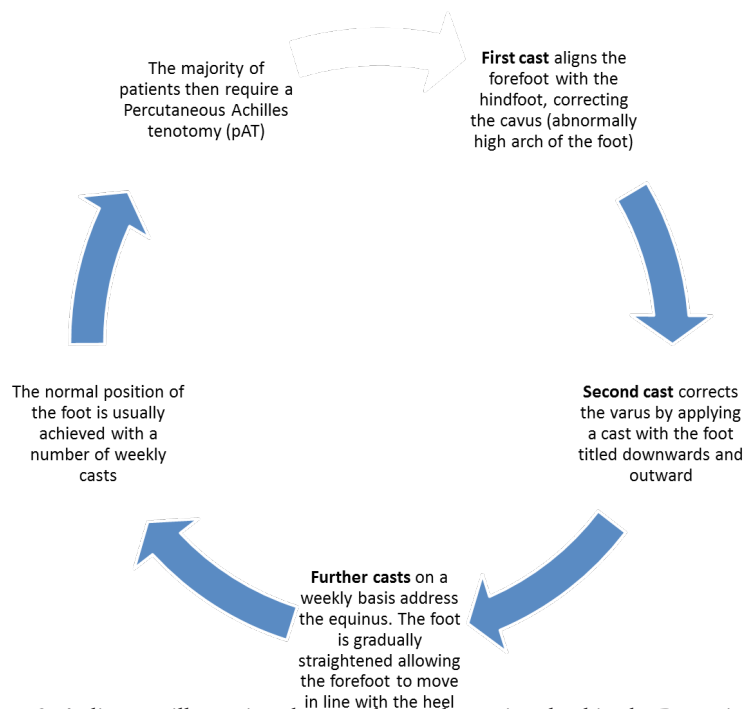 The majority of
patients then require a
Percutaneous Achilles
tenotomy (pAT)
First cast aligns the
forefoot with the
hindfoot, correcting
the cavus (abnormally
high arch of the foot)
Second cast corrects
the varus by applying
a cast with the foot
titled downwards and
outward
Further casts on a
weekly basis address
the equinus. The foot
is gradually
straightened allowing
the forefoot to move
in line with the heel
The normal position of
the foot is usually
achieved with a
number of weekly
casts